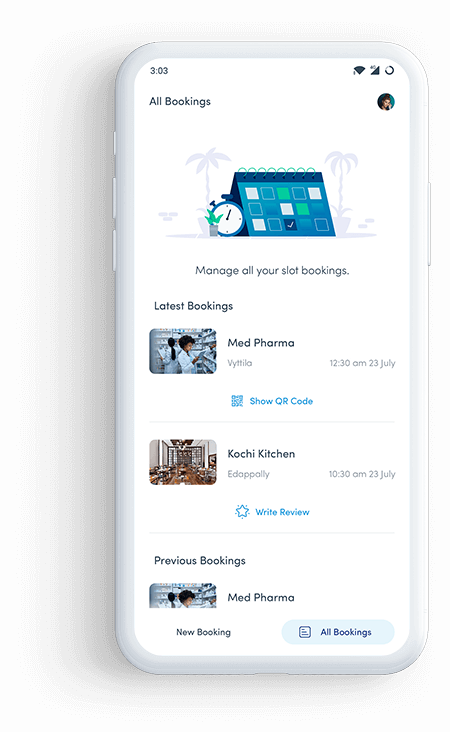 3:03
4G
All Bookings
Manage all your slot bookings.
Latest Bookings
Med Pharma
Vyttila 12:30 am 23 July
Show QR Code
Kochi Kitchen
Edappally 10:30 am 23 July
Write Review
Previous Bookings
Med Pharma
New Booking All Bookings